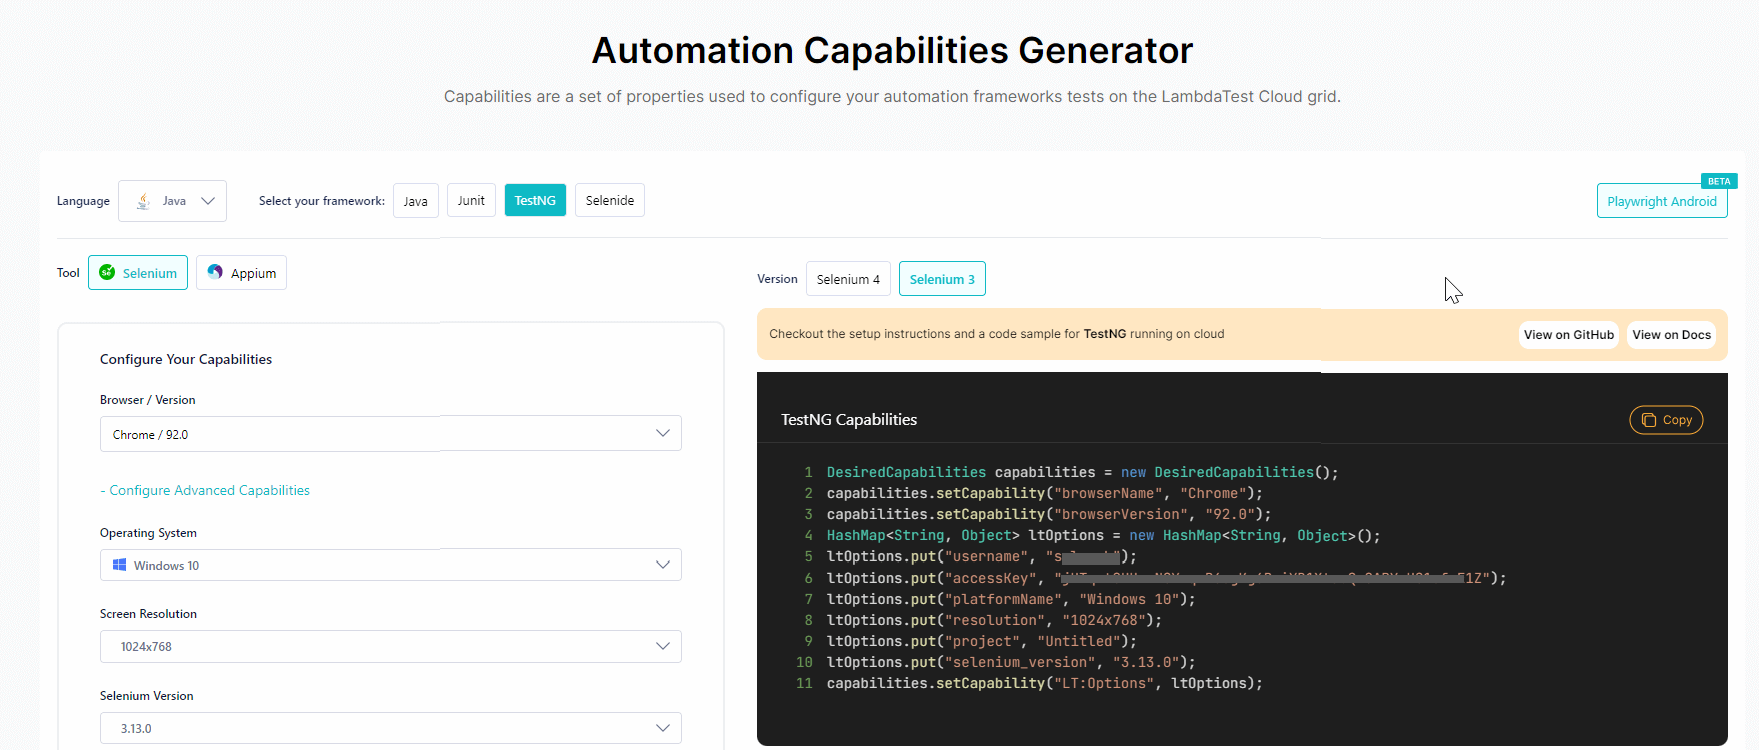 Automation Capabilities Generator
Capabilities are a set of properties used to configure your automation frameworks tests on the LambdaTest Cloud grid.
Language Java Select your framework: Java Junit TestNG Selenide
BETA
Playwright Android
Tool Selenium Appium
Version Selenium 4 Selenium 3
Checkout the setup instructions and a code sample for TestNG running on cloud View on GitHub View on Docs
Configure Your Capabilities
Browser / Version
Chrome / 92.0
- Configure Advanced Capabilities
Operating System
Windows 10
Screen Resolution
1024x768
Selenium Version
3.13.0
TestNG Capabilities Copy
1 DesiredCapabilities capabilities = new DesiredCapabilities();
2 capabilities.setCapability("browserName", "Chrome");
3 capabilities.setCapability("browserVersion", "92.0");
4 HashMap<String, Object> ltOptions = new HashMap<String, Object>();
5 ltOptions.put("username", "");
6 ltOptions.put("accessKey", "");
7 ltOptions.put("platformName", "Windows 10");
8 ltOptions.put("resolution", "1024x768");
9 ltOptions.put("project", "Untitled");
10 ltOptions.put("selenium_version", "3.13.0");
11 capabilities.setCapability("LT:Options", ltOptions);